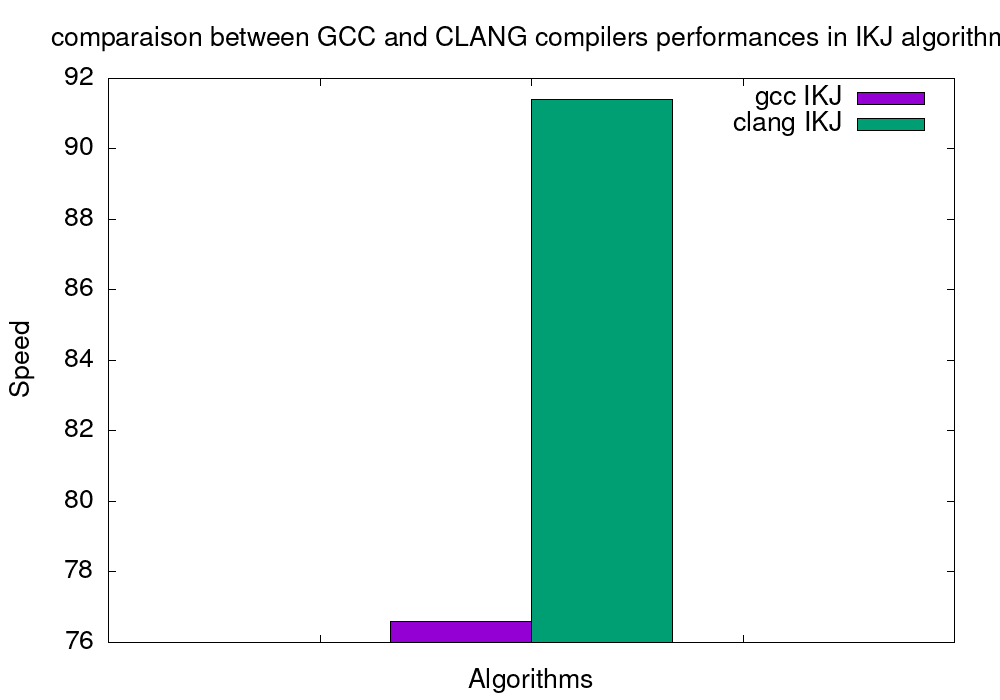 comparaison between GCC and CLANG compilers performances in IKJ algorithm
92
gcc IKJ
clang IKJ
90
88
86
84
Speed
82
80
78
76
Algorithms